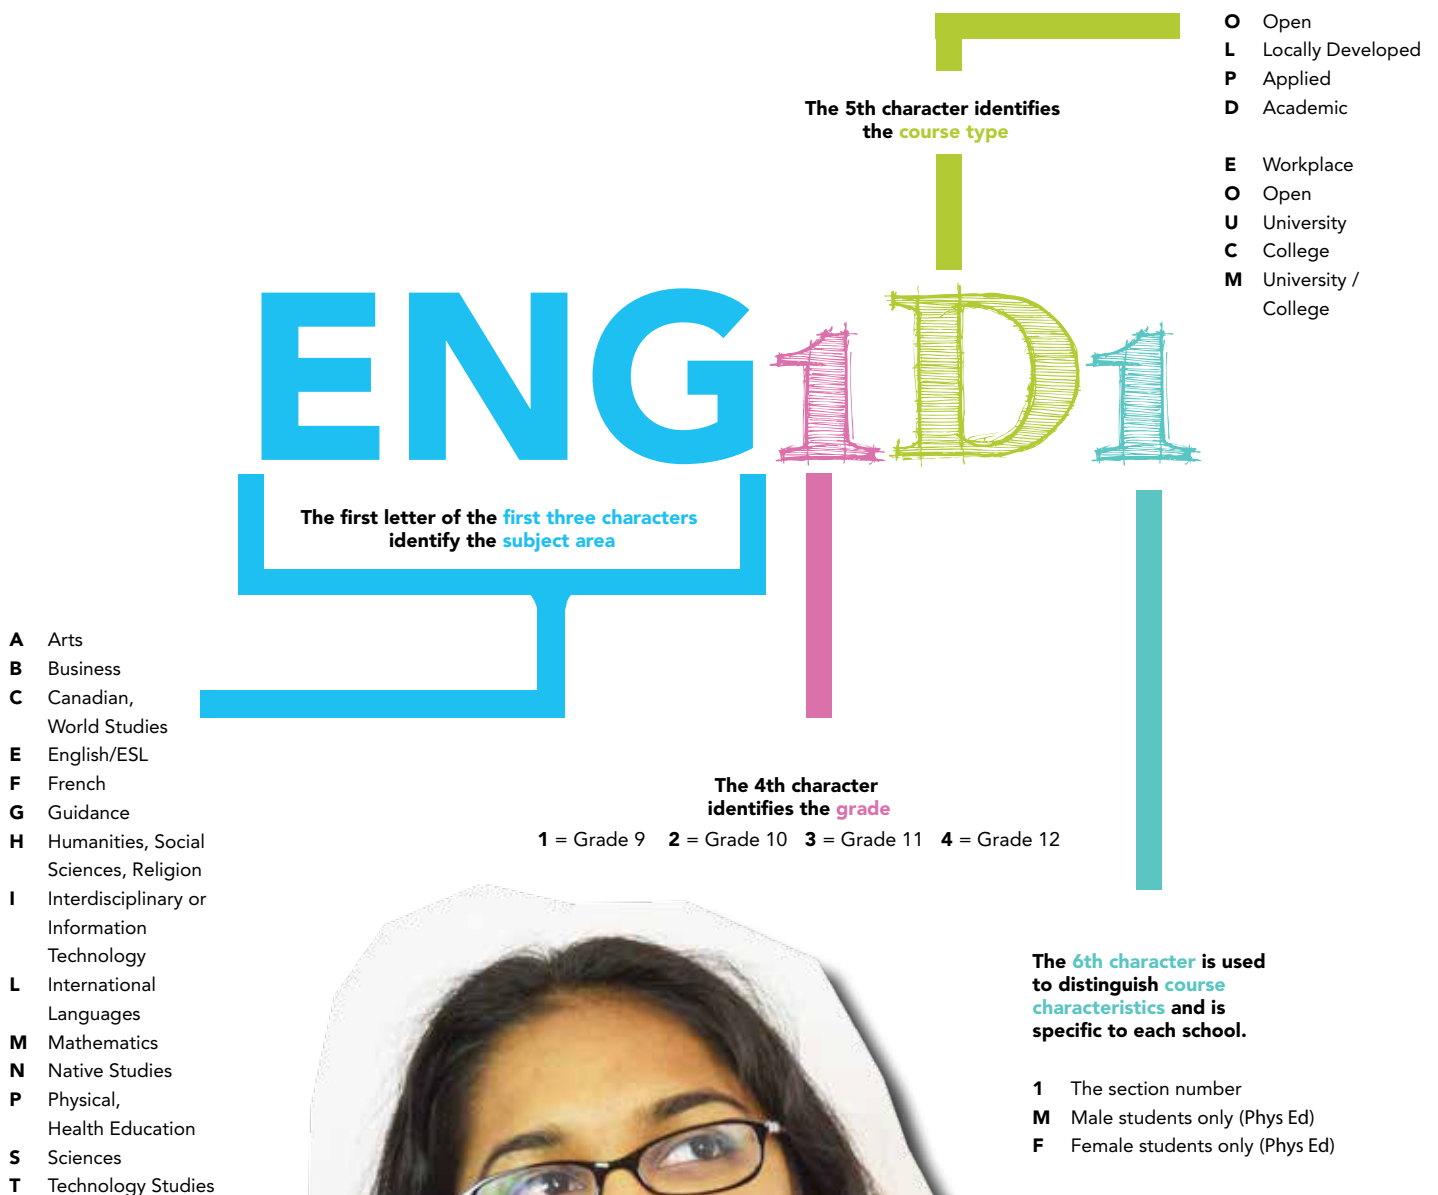 O Open
L Locally Developed
P Applied
D Academic
E Workplace
O Open
U University
C College
M University /
College
The 5th character identifies
the course type
ENG1D1
The first letter of the first three characters
identify the subject area
A Arts
B Business
C Canadian,
World Studies
E English/ESL
F French
G Guidance
H Humanities, Social
Sciences, Religion
I Interdisciplinary or
Information
Technology
L International
Languages
M Mathematics
N Native Studies
P Physical,
Health Education
S Sciences
T Technology Studies
The 4th character
identifies the grade
1 = Grade 9 2 = Grade 10 3 = Grade 11 4 = Grade 12
The 6th character is used
to distinguish course
characteristics and is
specific to each school.
1 The section number
M Male students only (Phys Ed)
F Female students only (Phys Ed)